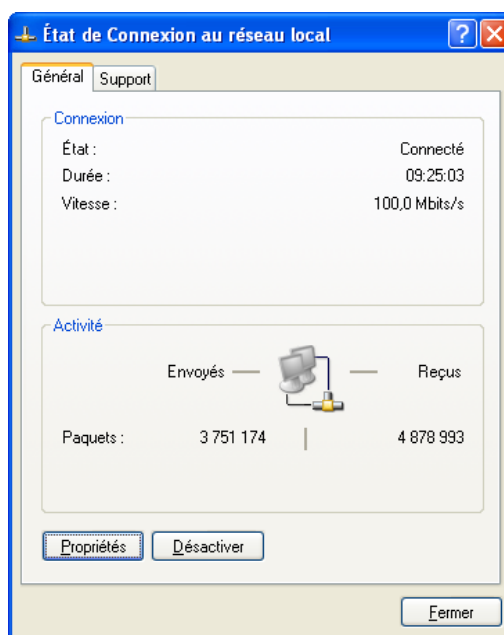 État de Connexion au réseau local
?
Général Support
Connexion
État : Connecté
Durée : 09:25:03
Vitesse : 100,0 Mbits/s
Activité
Envoyés Reçus
Paquets : 3 751 174 4 878 993
Propriétés Désactiver
Fermer